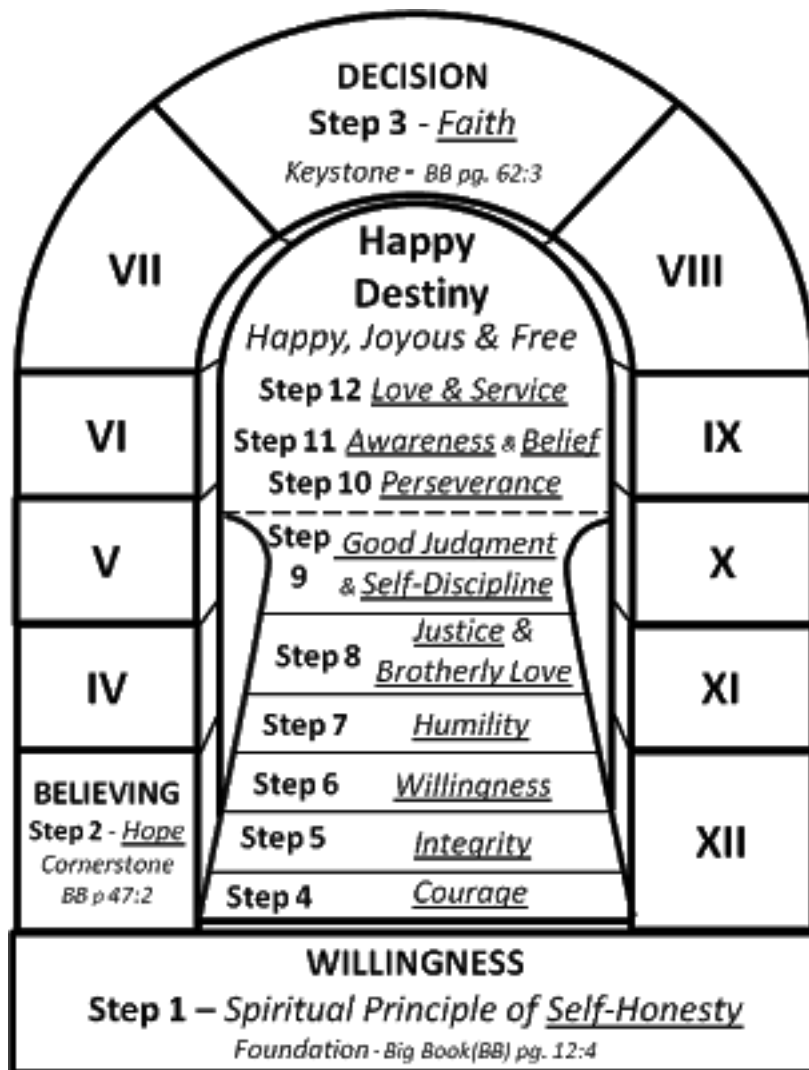 DECISION
Step 3 - Faith
Keystone - BB pg. 62:3
VII
VIII
Happy
Destiny
Happy, Joyous & Free
Step 12 Love & Service
Step 11 Awareness & Belief
Step 10 Perseverance
VI
IX
Step Good Judgment
9 & Self-Discipline
V
X
Step 8 Justice &
Brotherly Love
IV
XI
Step 7 Humility
Step 6 Willingness
Step 5 Integrity
Step 4 Courage
BELIEVING
Step 2 - Hope
Cornerstone
BB p 47:2
XII
WILLINGNESS
Step 1 – Spiritual Principle of Self-Honesty
Foundation - Big Book(BB) pg. 12:4